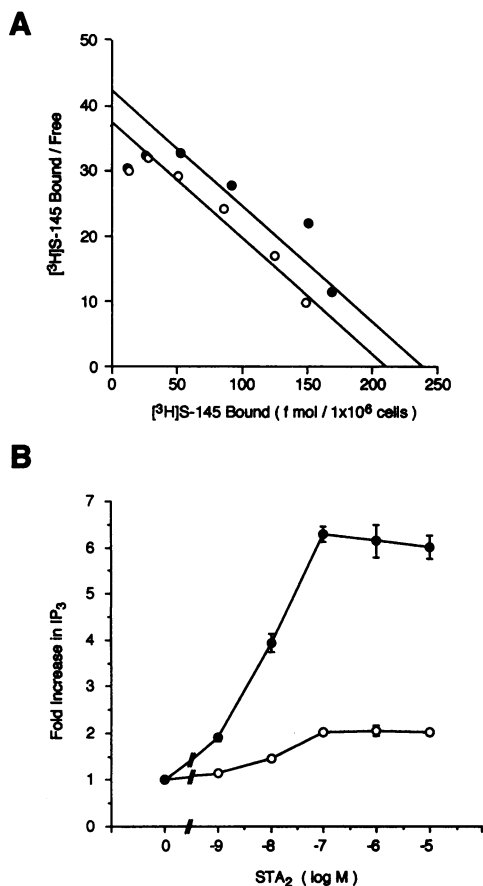 A
[³H]S-145 Bound / Free
50
40
30
20
10
0
0 50 100 150 200 250
[³H]S-145 Bound ( f mol / 1x10⁶ cells )
B
Fold Increase in IP₃
7
6
5
4
3
2
1
0
0 -9 -8 -7 -6 -5
STA₂ ( log M )